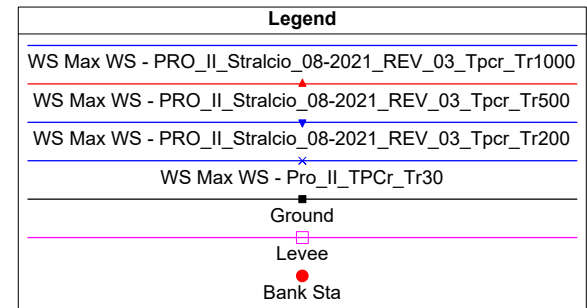 Legend
WS Max WS - PRO_II_Stralcio_08-2021_REV_03_Tpcr_Tr1000
WS Max WS - PRO_II_Stralcio_08-2021_REV_03_Tpcr_Tr500
WS Max WS - PRO_II_Stralcio_08-2021_REV_03_Tpcr_Tr200
WS Max WS - Pro_II_TPCr_Tr30
Ground
Levee
Bank Sta